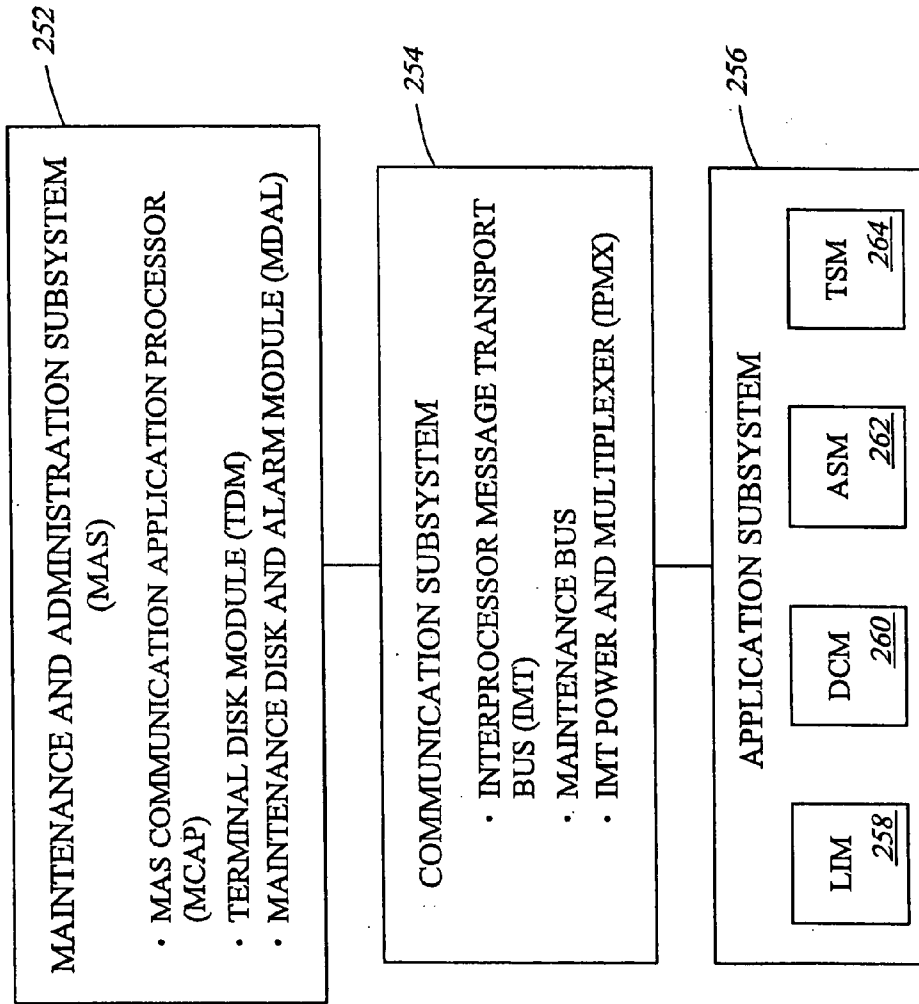 252
MAINTENANCE AND ADMINISTRATION SUBSYSTEM
(MAS)
· MAS COMMUNICATION APPLICATION PROCESSOR
(MCAP)
· TERMINAL DISK MODULE (TDM)
· MAINTENANCE DISK AND ALARM MODULE (MDAL)
254
COMMUNICATION SUBSYSTEM
· INTERPROCESSOR MESSAGE TRANSPORT
BUS (IMT)
· MAINTENANCE BUS
· IMT POWER AND MULTIPLEXER (IPMX)
256
APPLICATION SUBSYSTEM
LIM
258
DCM
260
ASM
262
TSM
264